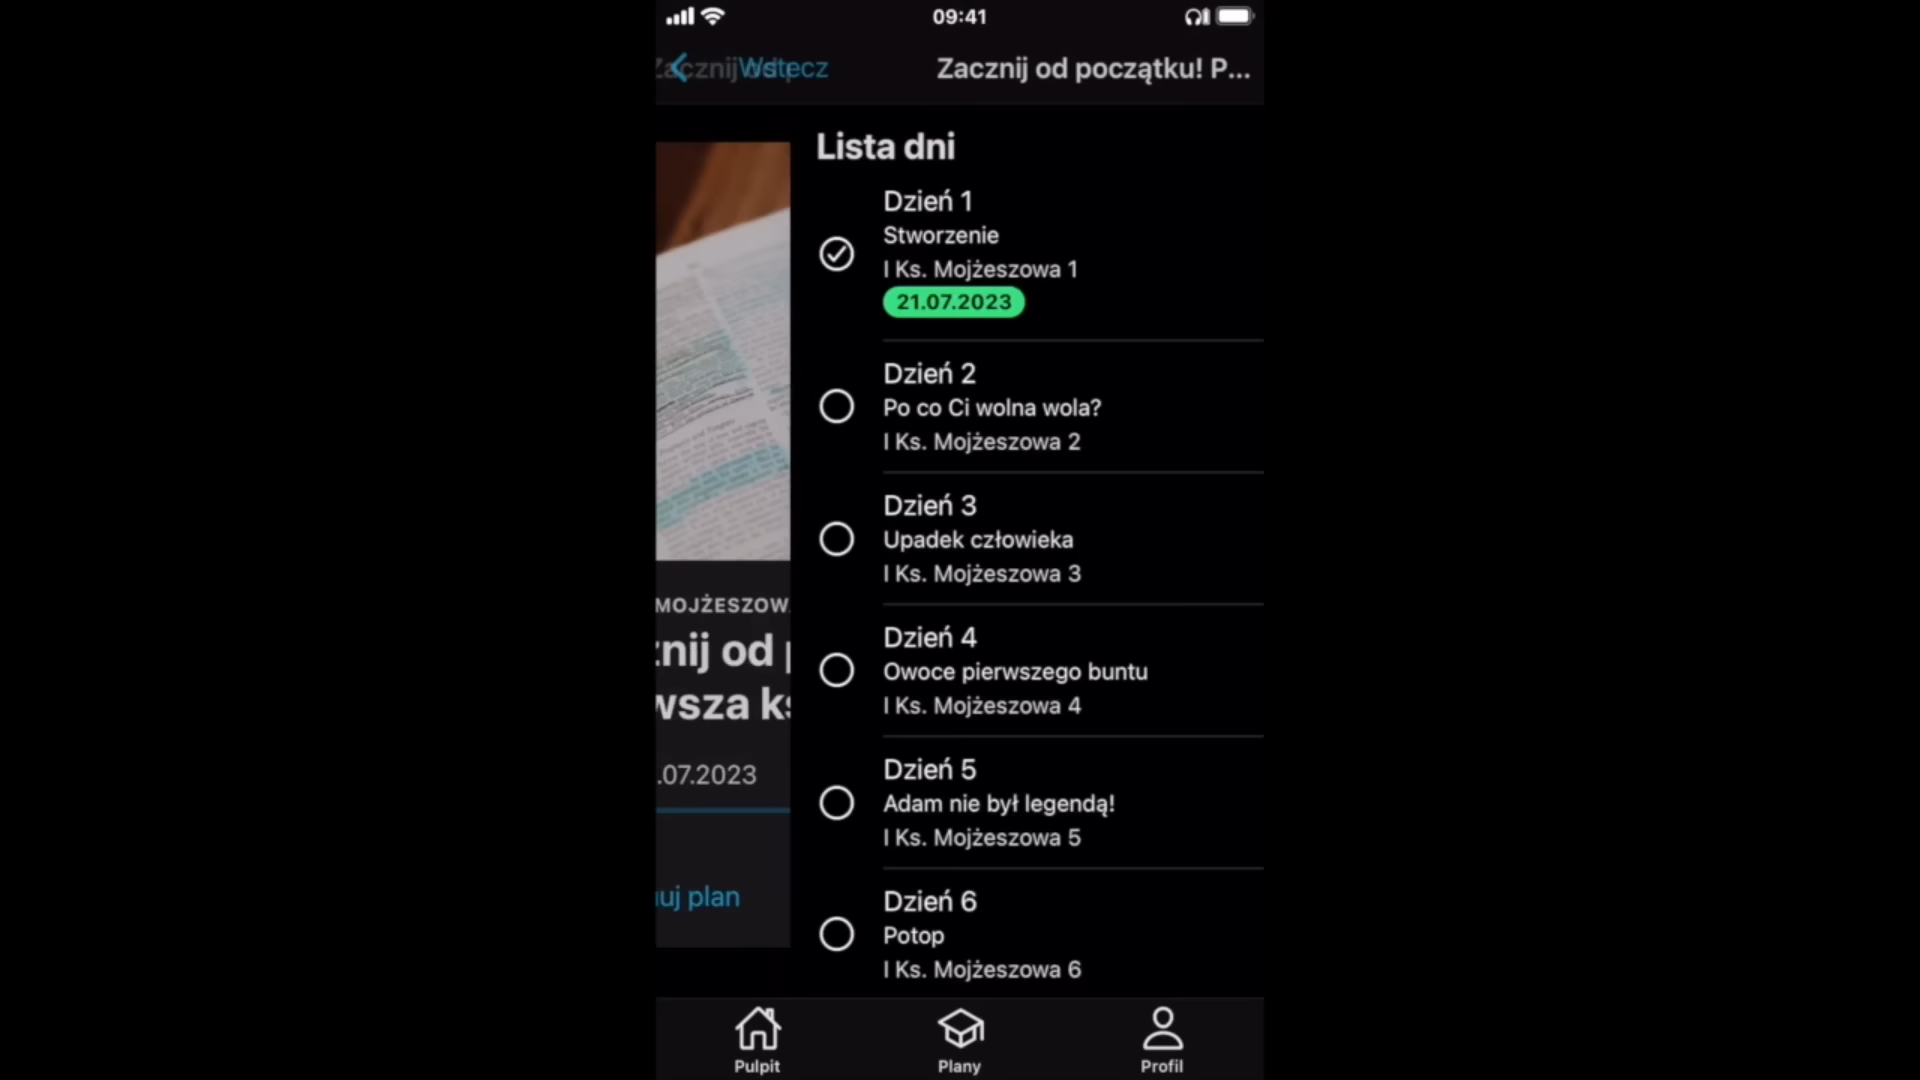 09:41
Wstecz
Zacznij od początku! P...
Lista dni
Dzień 1
Stworzenie
I Ks. Mojżeszowa 1
21.07.2023
Dzień 2
Po co Ci wolna wola?
I Ks. Mojżeszowa 2
Dzień 3
Upadek człowieka
I Ks. Mojżeszowa 3
Dzień 4
Owoce pierwszego buntu
I Ks. Mojżeszowa 4
Dzień 5
Adam nie był legendą!
I Ks. Mojżeszowa 5
Dzień 6
Potop
I Ks. Mojżeszowa 6
MOJŻESZOW
znij od p
wsza ks
.07.2023
uj plan
Pulpit
Plany
Profil